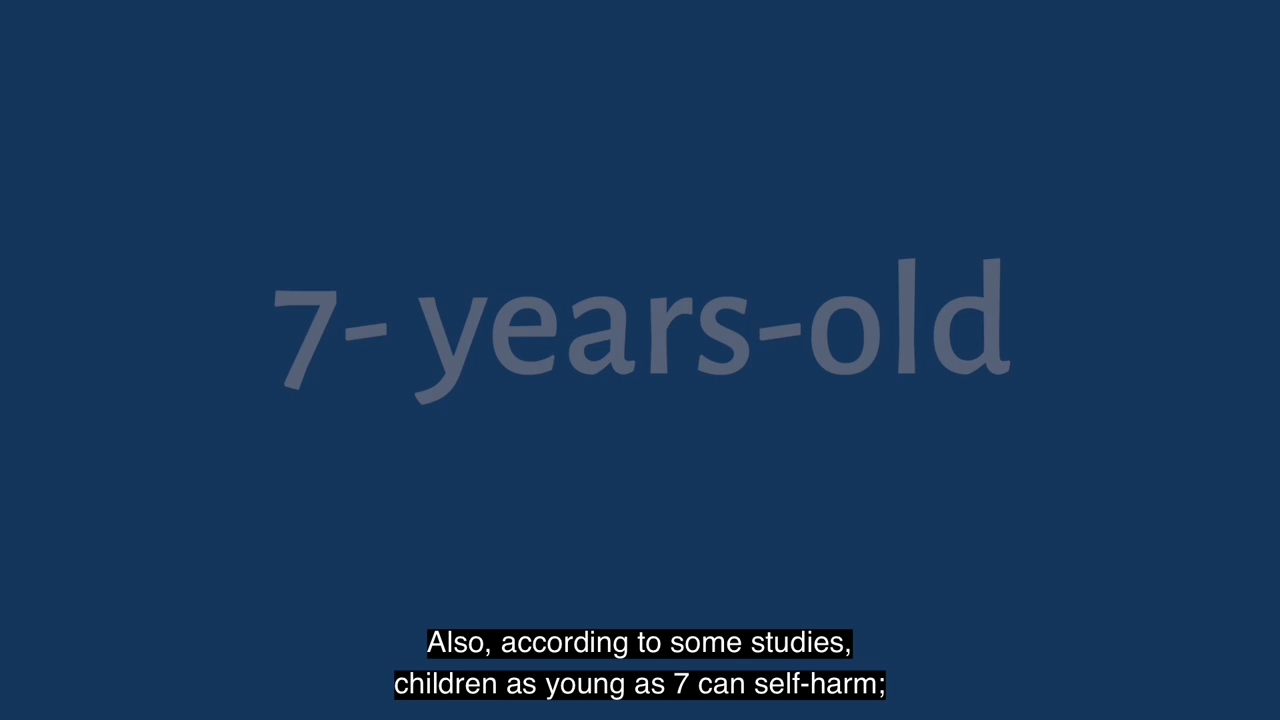 7- years-old
Also, according to some studies,
children as young as 7 can self-harm;